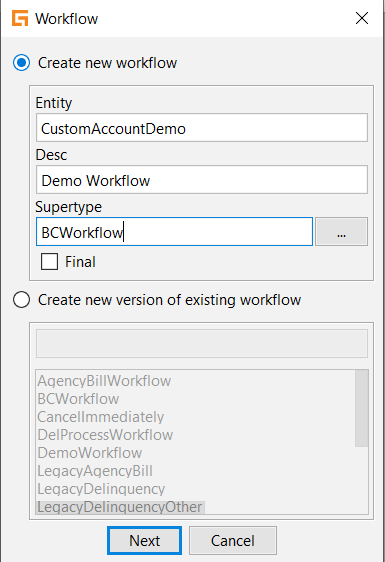 Workflow
Create new workflow
Entity
CustomAccountDemo
Desc
Demo Workflow
Supertype
BCWorkflow
...
Final
Create new version of existing workflow
AgencyBillWorkflow
BCWorkflow
CancelImmediately
DelProcessWorkflow
DemoWorkflow
LegacyAgencyBill
LegacyDelinquency
LegacyDelinquencyOther
Next Cancel